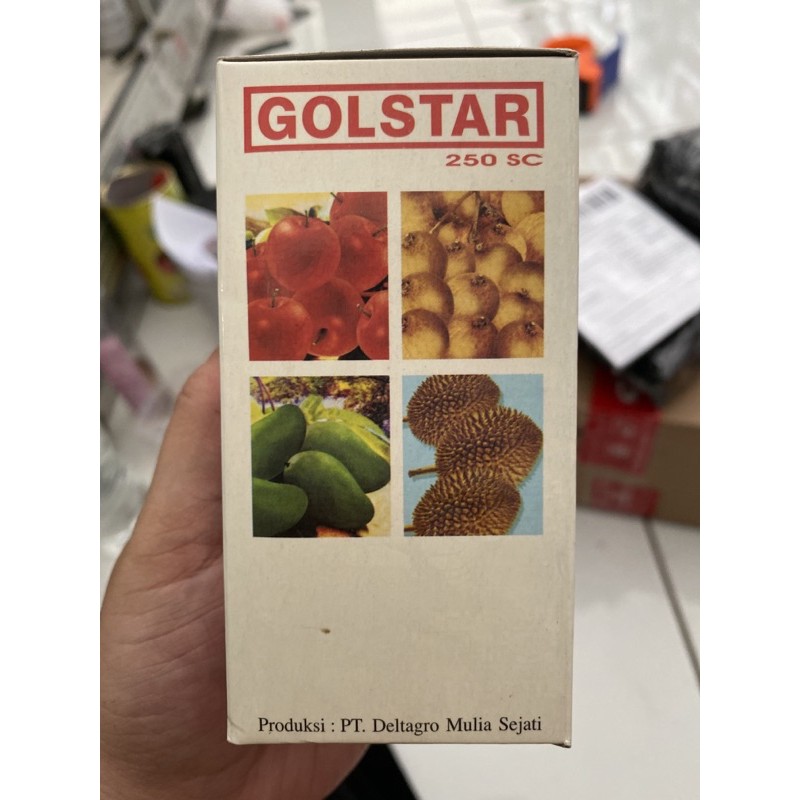 GOLSTAR
250 SC
Produksi : PT. Deltagro Mulia Sejati